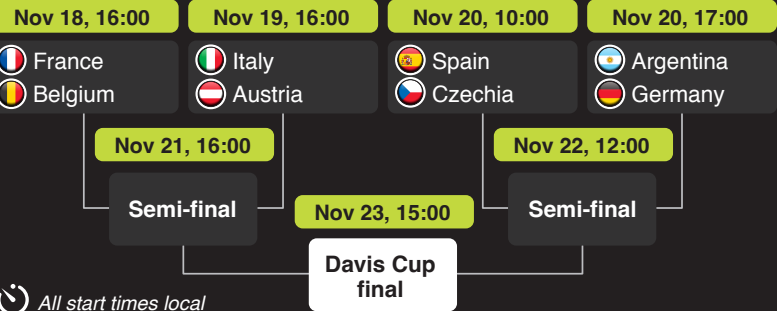 Nov 18, 16:00
Nov 19, 16:00
Nov 20, 10:00
Nov 20, 17:00
France
Belgium
Italy
Austria
Spain
Czechia
Argentina
Germany
Nov 21, 16:00
Nov 22, 12:00
Semi-final
Semi-final
Nov 23, 15:00
Davis Cup
final
All start times local